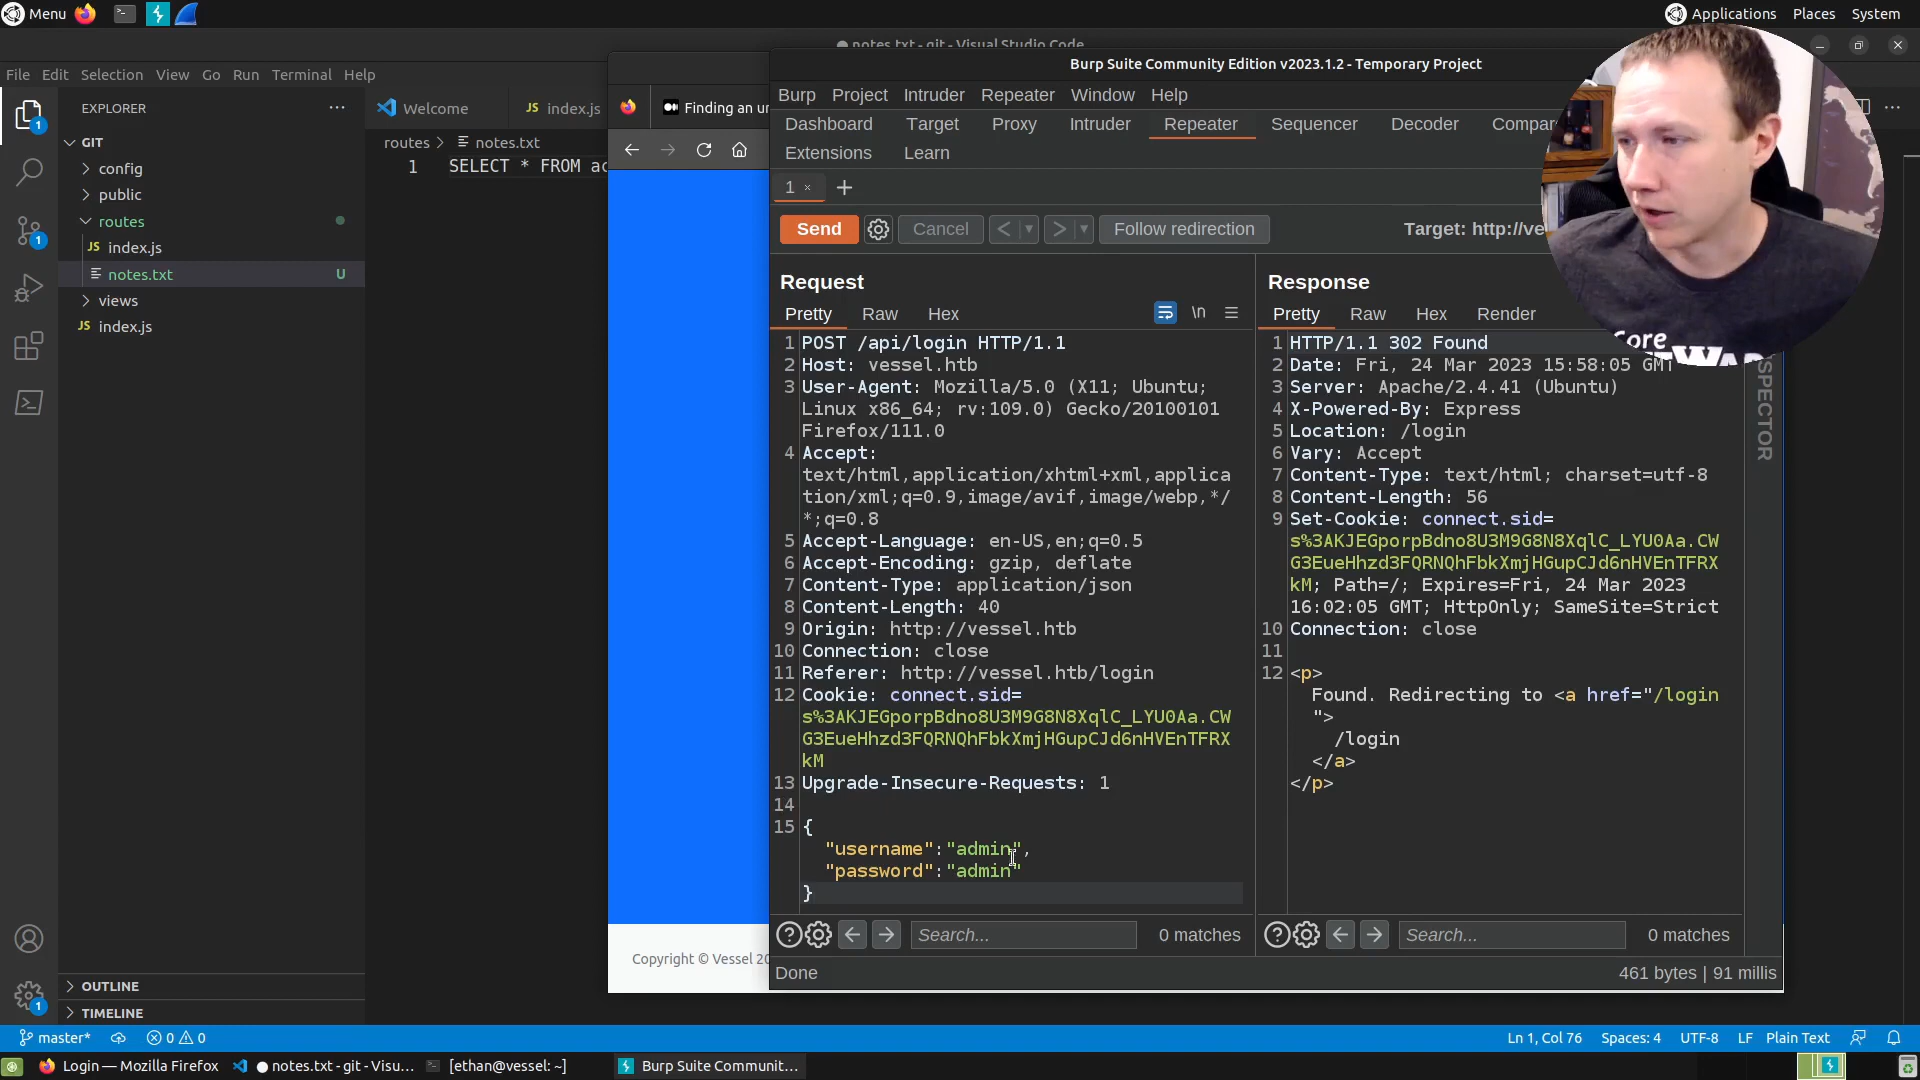 Menu
Applications Places System
notes.txt - git - Visual Studio Code
File Edit Selection View Go Run Terminal Help
EXPLORER
Welcome
JS index.js
GIT
config
public
routes
JS index.js
notes.txt U
views
JS index.js
routes > notes.txt
1 SELECT * FROM
Finding an
Copyright © Vessel
OUTLINE
TIMELINE
Burp Suite Community Edition v2023.1.2 - Temporary Project
Burp Project Intruder Repeater Window Help
Dashboard Target Proxy Intruder Repeater Sequencer Decoder
Extensions Learn
1 × +
Send Cancel < > Follow redirection Target: http://ve
Request
Pretty Raw Hex \n
1 POST /api/login HTTP/1.1
2 Host: vessel.htb
3 User-Agent: Mozilla/5.0 (X11; Ubuntu;
Linux x86_64; rv:109.0) Gecko/20100101
Firefox/111.0
4 Accept:
text/html,application/xhtml+xml,applica
tion/xml;q=0.9,image/avif,image/webp,*/
*;q=0.8
5 Accept-Language: en-US,en;q=0.5
6 Accept-Encoding: gzip, deflate
7 Content-Type: application/json
8 Content-Length: 40
9 Origin: http://vessel.htb
10 Connection: close
11 Referer: http://vessel.htb/login
12 Cookie: connect.sid=
s%3AKJEGporpBdno8U3M9G8N8XqlC_LYU0Aa.CW
G3EueHhzd3FQRNQhFbkXmjHGupCJd6nHVEnTFRX
kM
13 Upgrade-Insecure-Requests: 1
14
15 {
"username":"admin",
"password":"admin"
}
Search... 0 matches
Response
Pretty Raw Hex Render
1 HTTP/1.1 302 Found
2 Date: Fri, 24 Mar 2023 15:58:05 GMT
3 Server: Apache/2.4.41 (Ubuntu)
4 X-Powered-By: Express
5 Location: /login
6 Vary: Accept
7 Content-Type: text/html; charset=utf-8
8 Content-Length: 56
9 Set-Cookie: connect.sid=
s%3AKJEGporpBdno8U3M9G8N8XqlC_LYU0Aa.CW
G3EueHhzd3FQRNQhFbkXmjHGupCJd6nHVEnTFRX
kM; Path=/; Expires=Fri, 24 Mar 2023
16:02:05 GMT; HttpOnly; SameSite=Strict
10 Connection: close
11
12 <p>
Found. Redirecting to <a href="/login
">
/login
</a>
</p>
Search... 0 matches
Done 461 bytes | 91 millis
master* 0 0 Ln 1, Col 76 Spaces: 4 UTF-8 LF Plain Text
Login — Mozilla Firefox notes.txt - git - Visu... [ethan@vessel: ~] Burp Suite Communit...